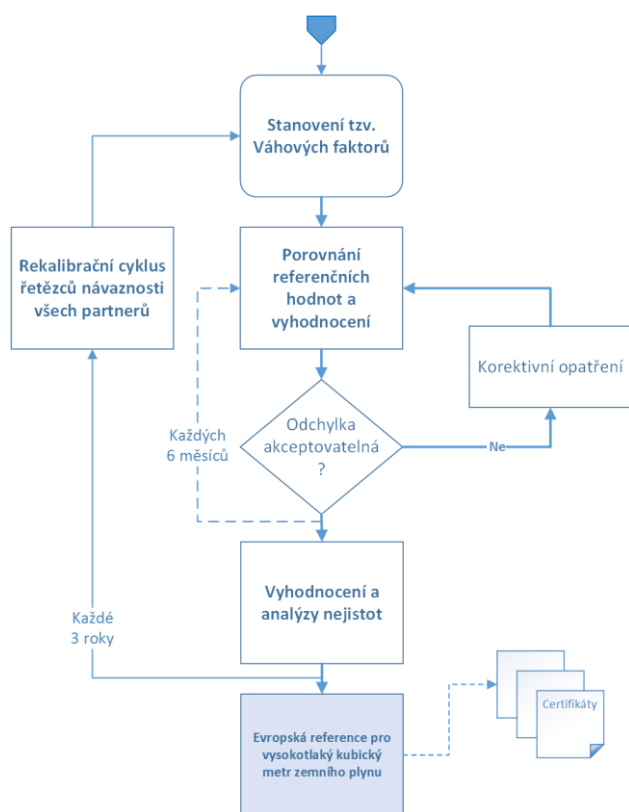 Stanovení tzv.
Váhových faktorů
Rekalibrační cyklus
řetězců návaznosti
všech partnerů
Porovnání
referenčních
hodnot a
vyhodnocení
Korektivní opatření
Každých
6 měsíců
Odchylka
akceptovatelná
?
Ne
Vyhodnocení a
analýzy nejistot
Každé
3 roky
Evropská reference pro
vysokotlaký kubický
metr zemního plynu
Certifikáty